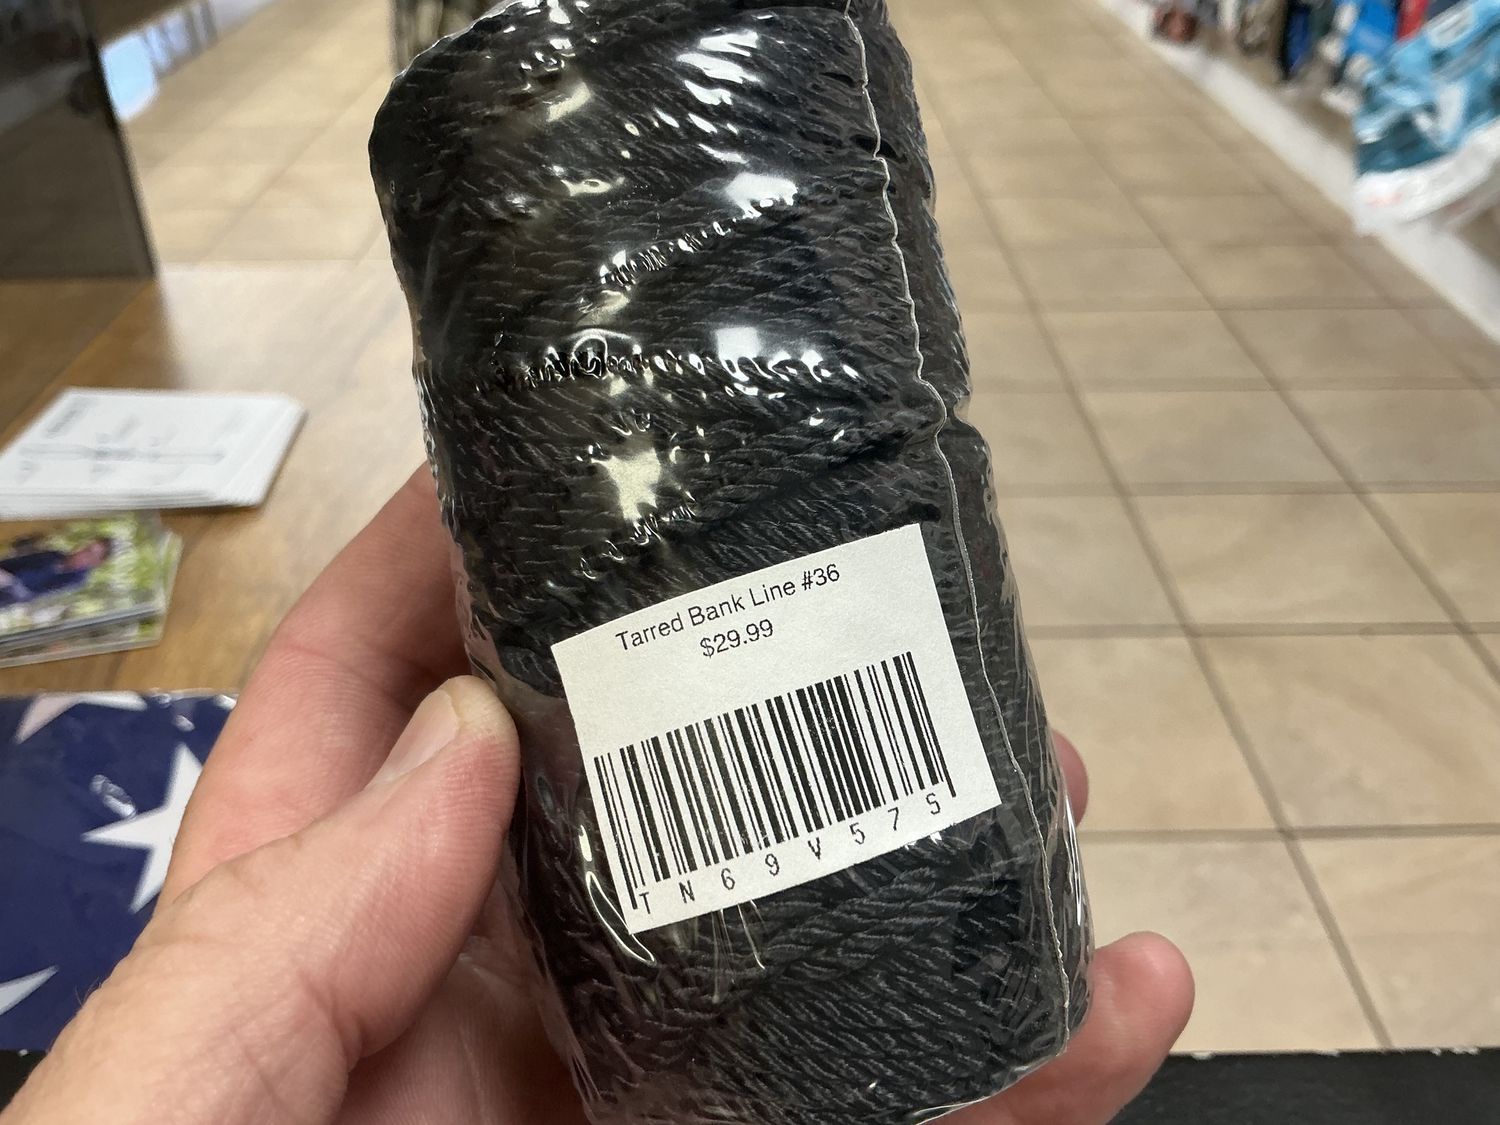 Tarred Bank Line #36
$29.99
TN69V57S